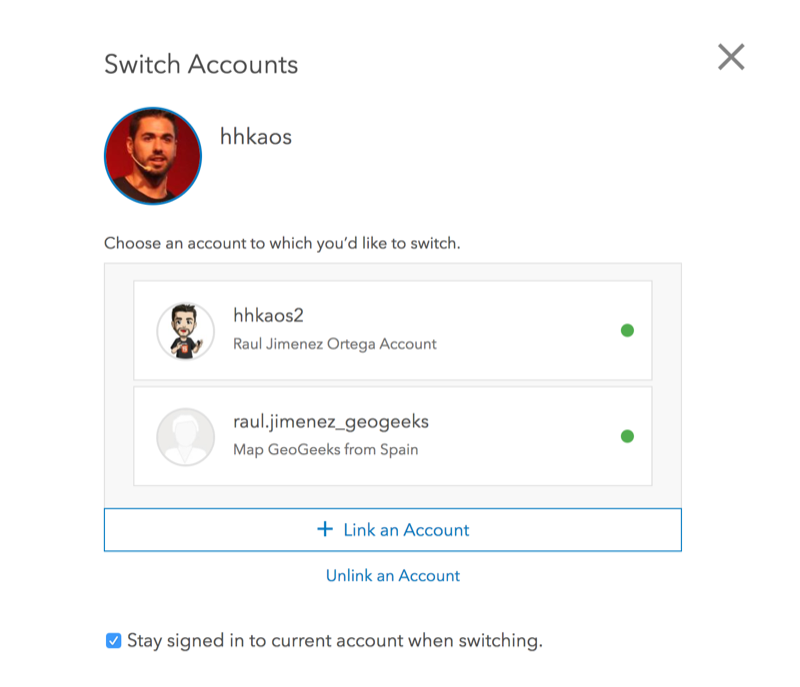 Switch Accounts
hhkaos
Choose an account to which you’d like to switch.
hhkaos2
Raul Jimenez Ortega Account
raul.jimenez_geogeeks
Map GeoGeeks from Spain
+ Link an Account
Unlink an Account
Stay signed in to current account when switching.